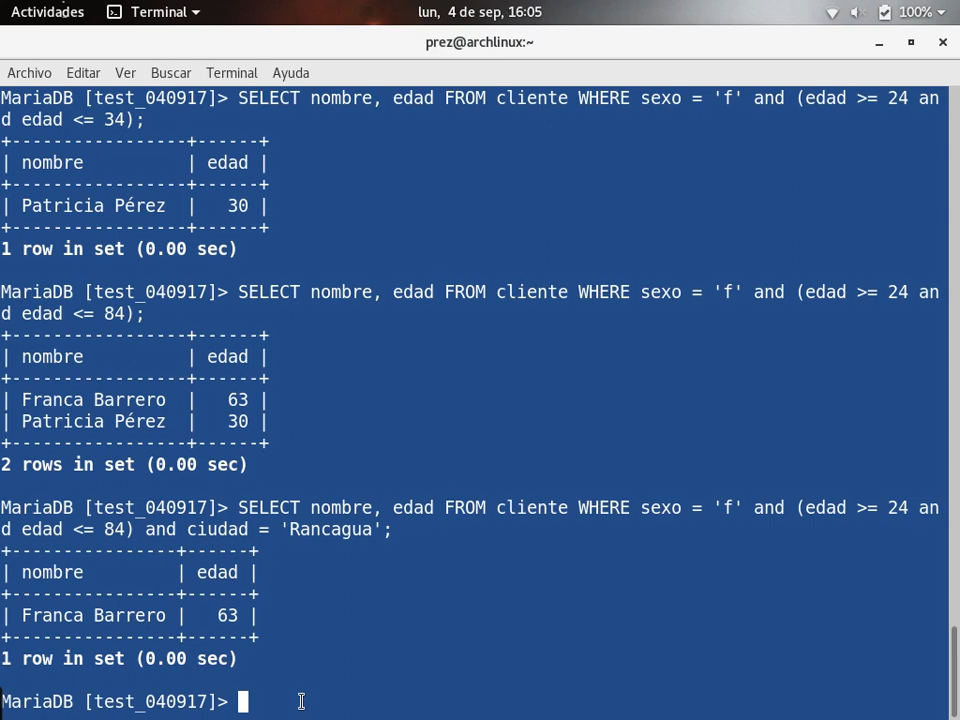 Actividades Terminal lun, 4 de sep, 16:05 100%
prez@archlinux:~
Archivo Editar Ver Buscar Terminal Ayuda
MariaDB [test_040917]> SELECT nombre, edad FROM cliente WHERE sexo = 'f' and (edad >= 24 an
d edad <= 34);
+-----------------+------+
| nombre          | edad |
+-----------------+------+
| Patricia Pérez  |   30 |
+-----------------+------+
1 row in set (0.00 sec)
MariaDB [test_040917]> SELECT nombre, edad FROM cliente WHERE sexo = 'f' and (edad >= 24 an
d edad <= 84);
+-----------------+------+
| nombre          | edad |
+-----------------+------+
| Franca Barrero  |   63 |
| Patricia Pérez  |   30 |
+-----------------+------+
2 rows in set (0.00 sec)
MariaDB [test_040917]> SELECT nombre, edad FROM cliente WHERE sexo = 'f' and (edad >= 24 an
d edad <= 84) and ciudad = 'Rancagua';
+----------------+------+
| nombre         | edad |
+----------------+------+
| Franca Barrero |   63 |
+----------------+------+
1 row in set (0.00 sec)
MariaDB [test_040917]>